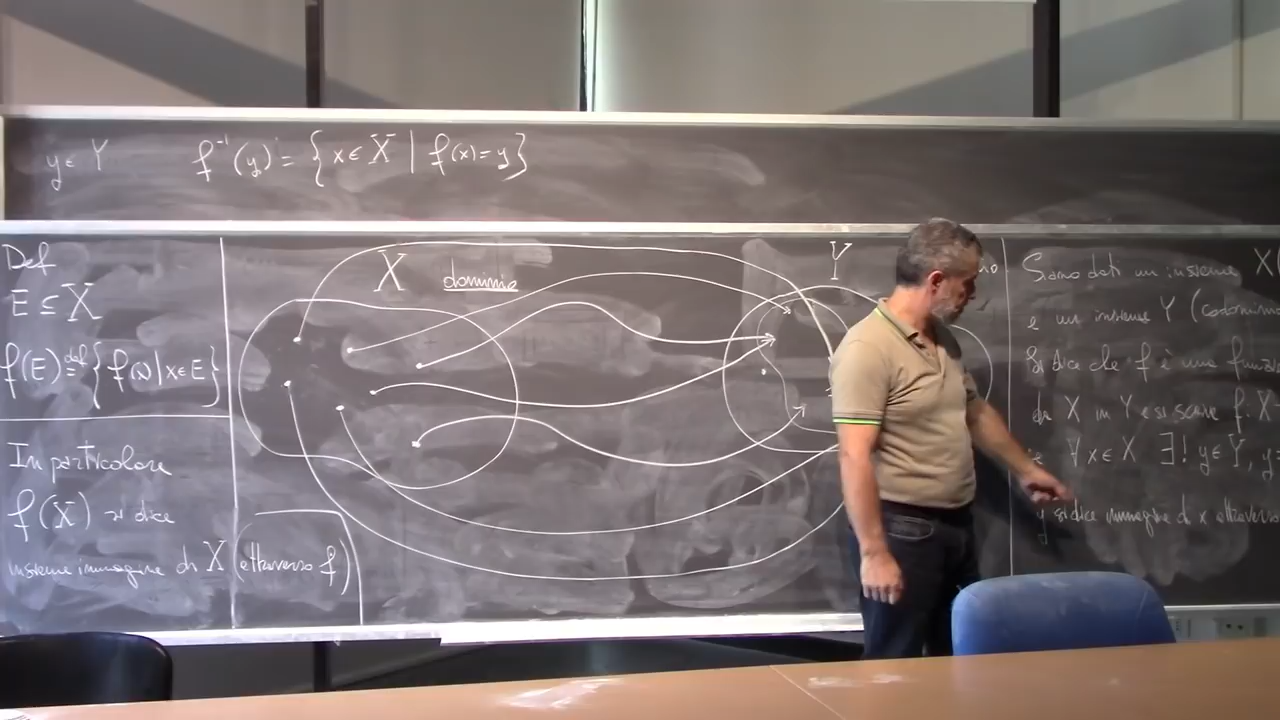 y ∈ Y f⁻¹(y) = {x ∈ X | f(x) = y}
Def
E ⊆ X
f(E) def= {f(x) | x ∈ E}
In particolare
f(X) si dice
insieme immagine di X (attraverso f)
X dominio
Y
Siano dati un insieme X
e un insieme Y (codominio
Si dice che f è una funzio
da X in Y e si scrive f: X
∀x ∈ X ∃! y ∈ Y, y=
y si dice immagine di x attraverso